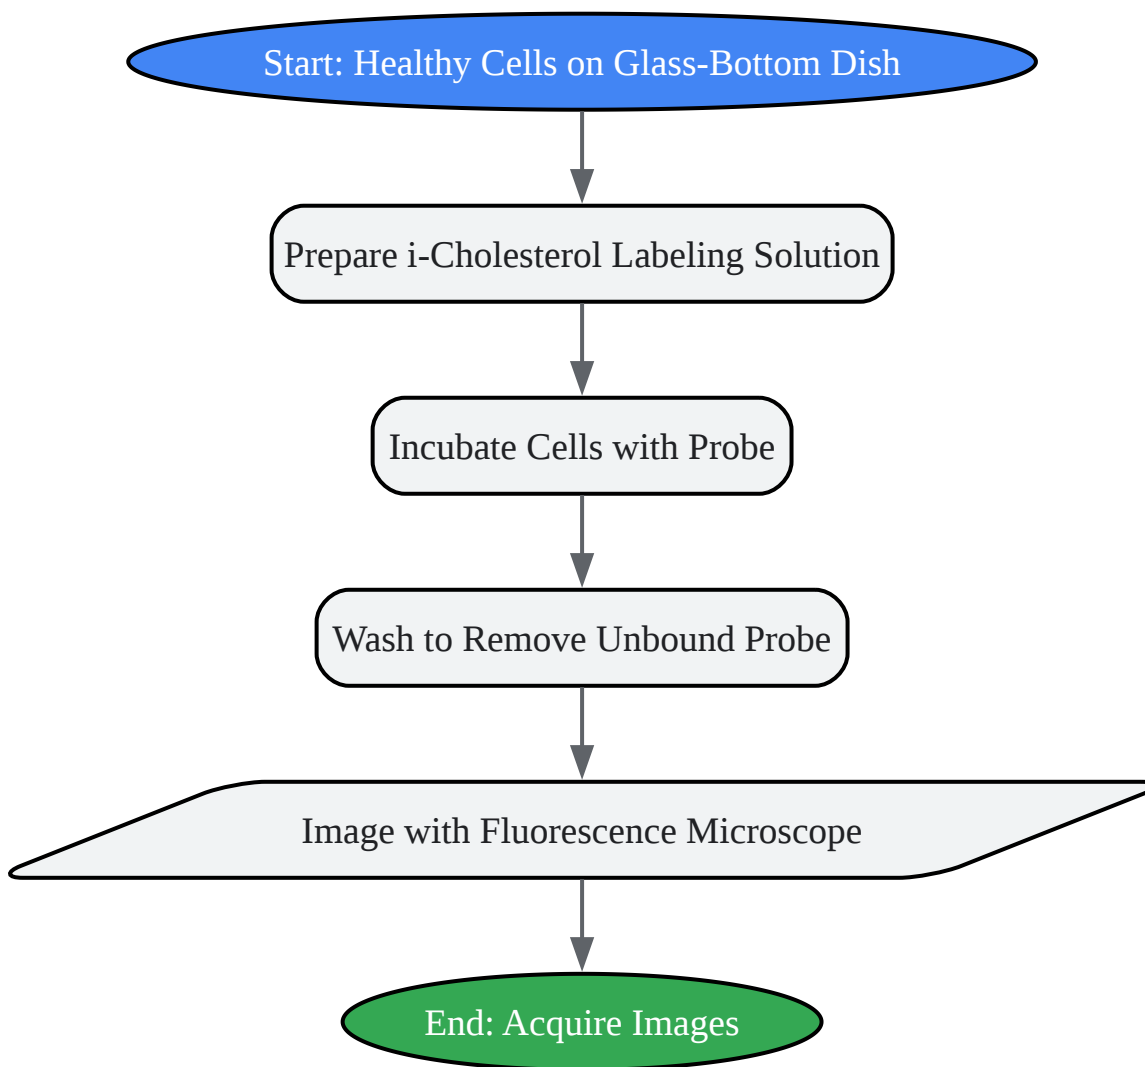 Start: Healthy Cells on Glass-Bottom Dish
Prepare i-Cholesterol Labeling Solution
Incubate Cells with Probe
Wash to Remove Unbound Probe
Image with Fluorescence Microscope
End: Acquire Images